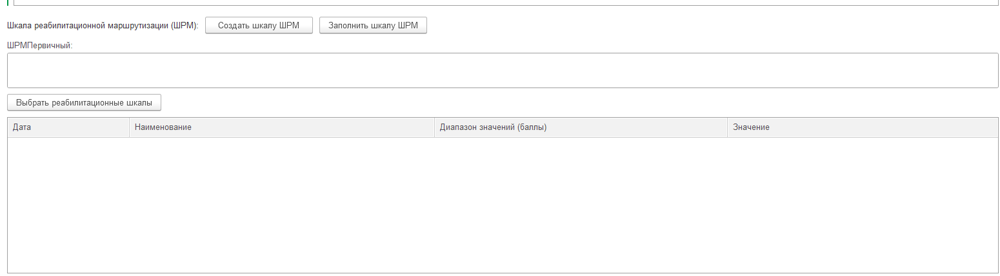 Шкала реабилитационной маршрутизации (ШРМ): Создать шкалу ШРМ Заполнить шкалу ШРМ
ШРМПервичный:
Выбрать реабилитационные шкалы
Дата Наименование Диапазон значений (баллы) Значение